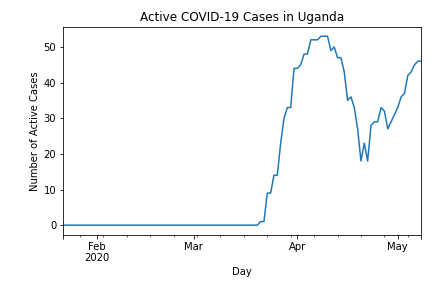 Active COVID-19 Cases in Uganda
Number of Active Cases
50
40
30
20
10
0
Feb
2020
Mar
Apr
May
Day